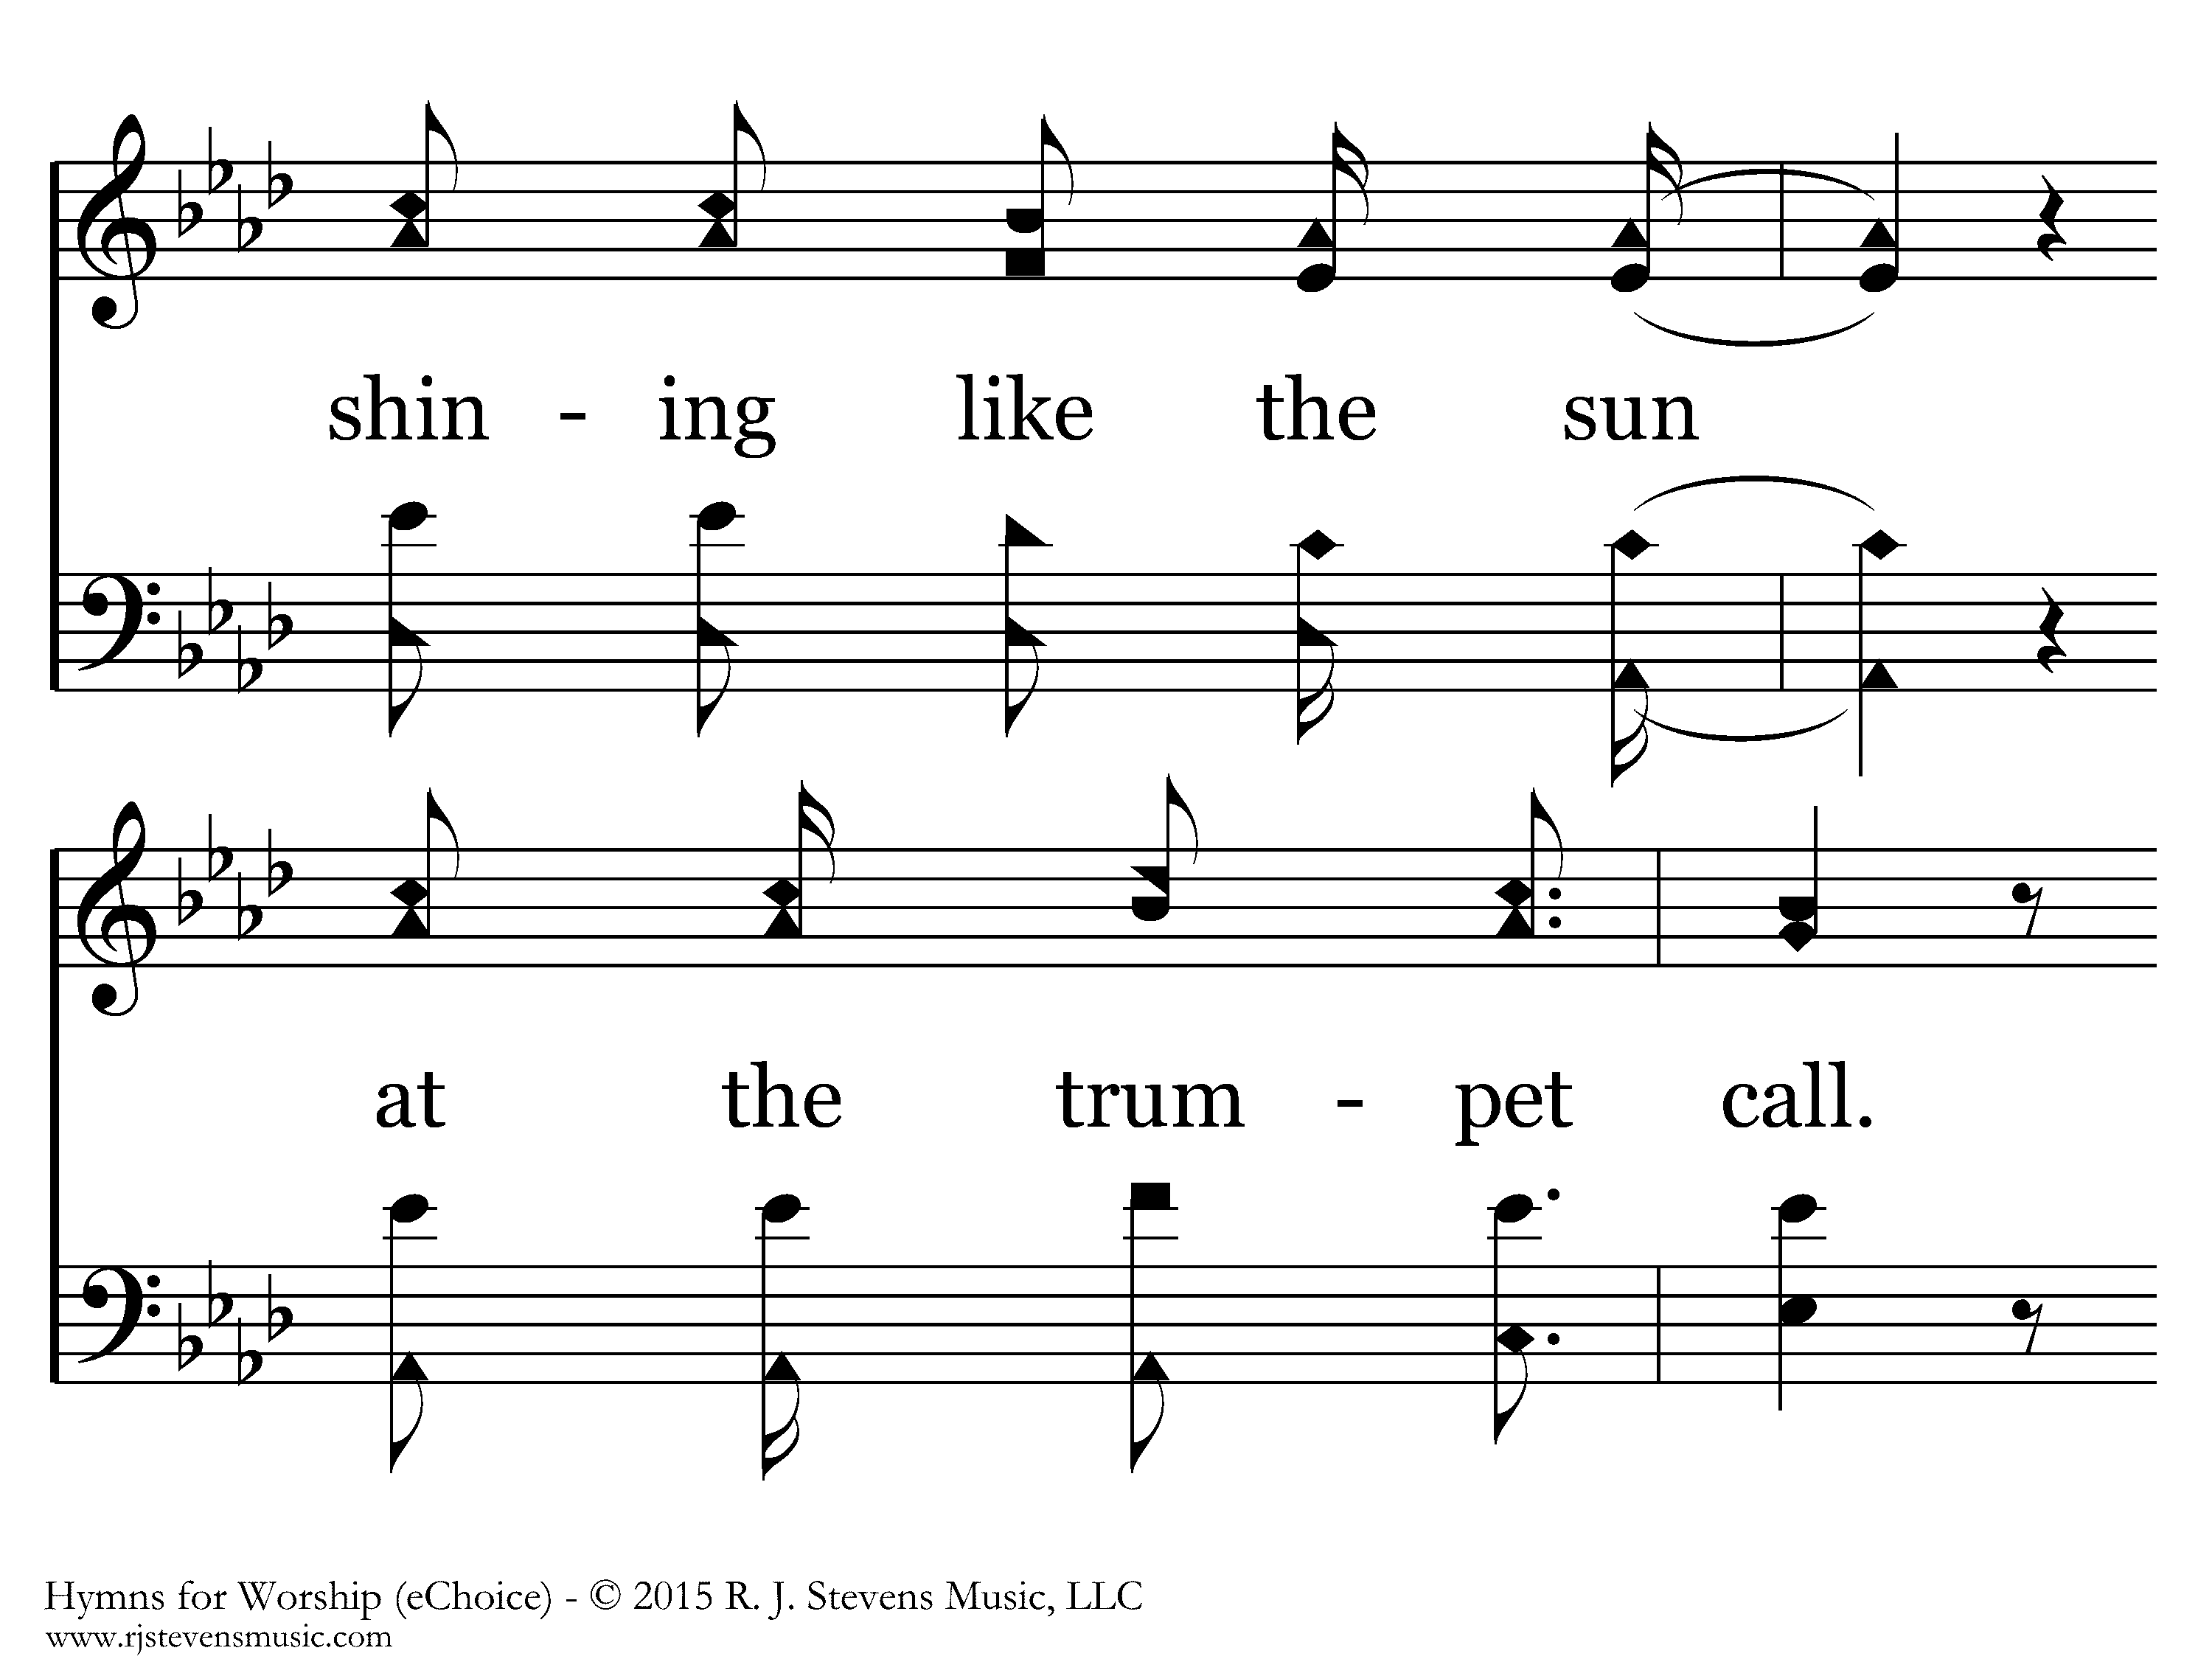 shin - ing like the sun
at the trum - pet call.
Hymns for Worship (eChoice) - © 2015 R. J. Stevens Music, LLC
www.rjstevensmusic.com